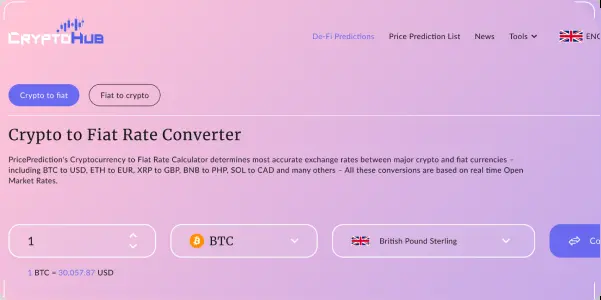 CRYPTOHUB
De-Fi Predictions Price Prediction List News Tools ENG
Crypto to fiat Fiat to crypto
Crypto to Fiat Rate Converter
PricePrediction's Cryptocurrency to Fiat Rate Calculator determines most accurate exchange rates between major crypto and fiat currencies –
including BTC to USD, ETH to EUR, XRP to GBP, BNB to PHP, SOL to CAD and many others – All these conversions are based on real time Open
Market Rates.
1 BTC British Pound Sterling Co
1 BTC = 30,057.87 USD